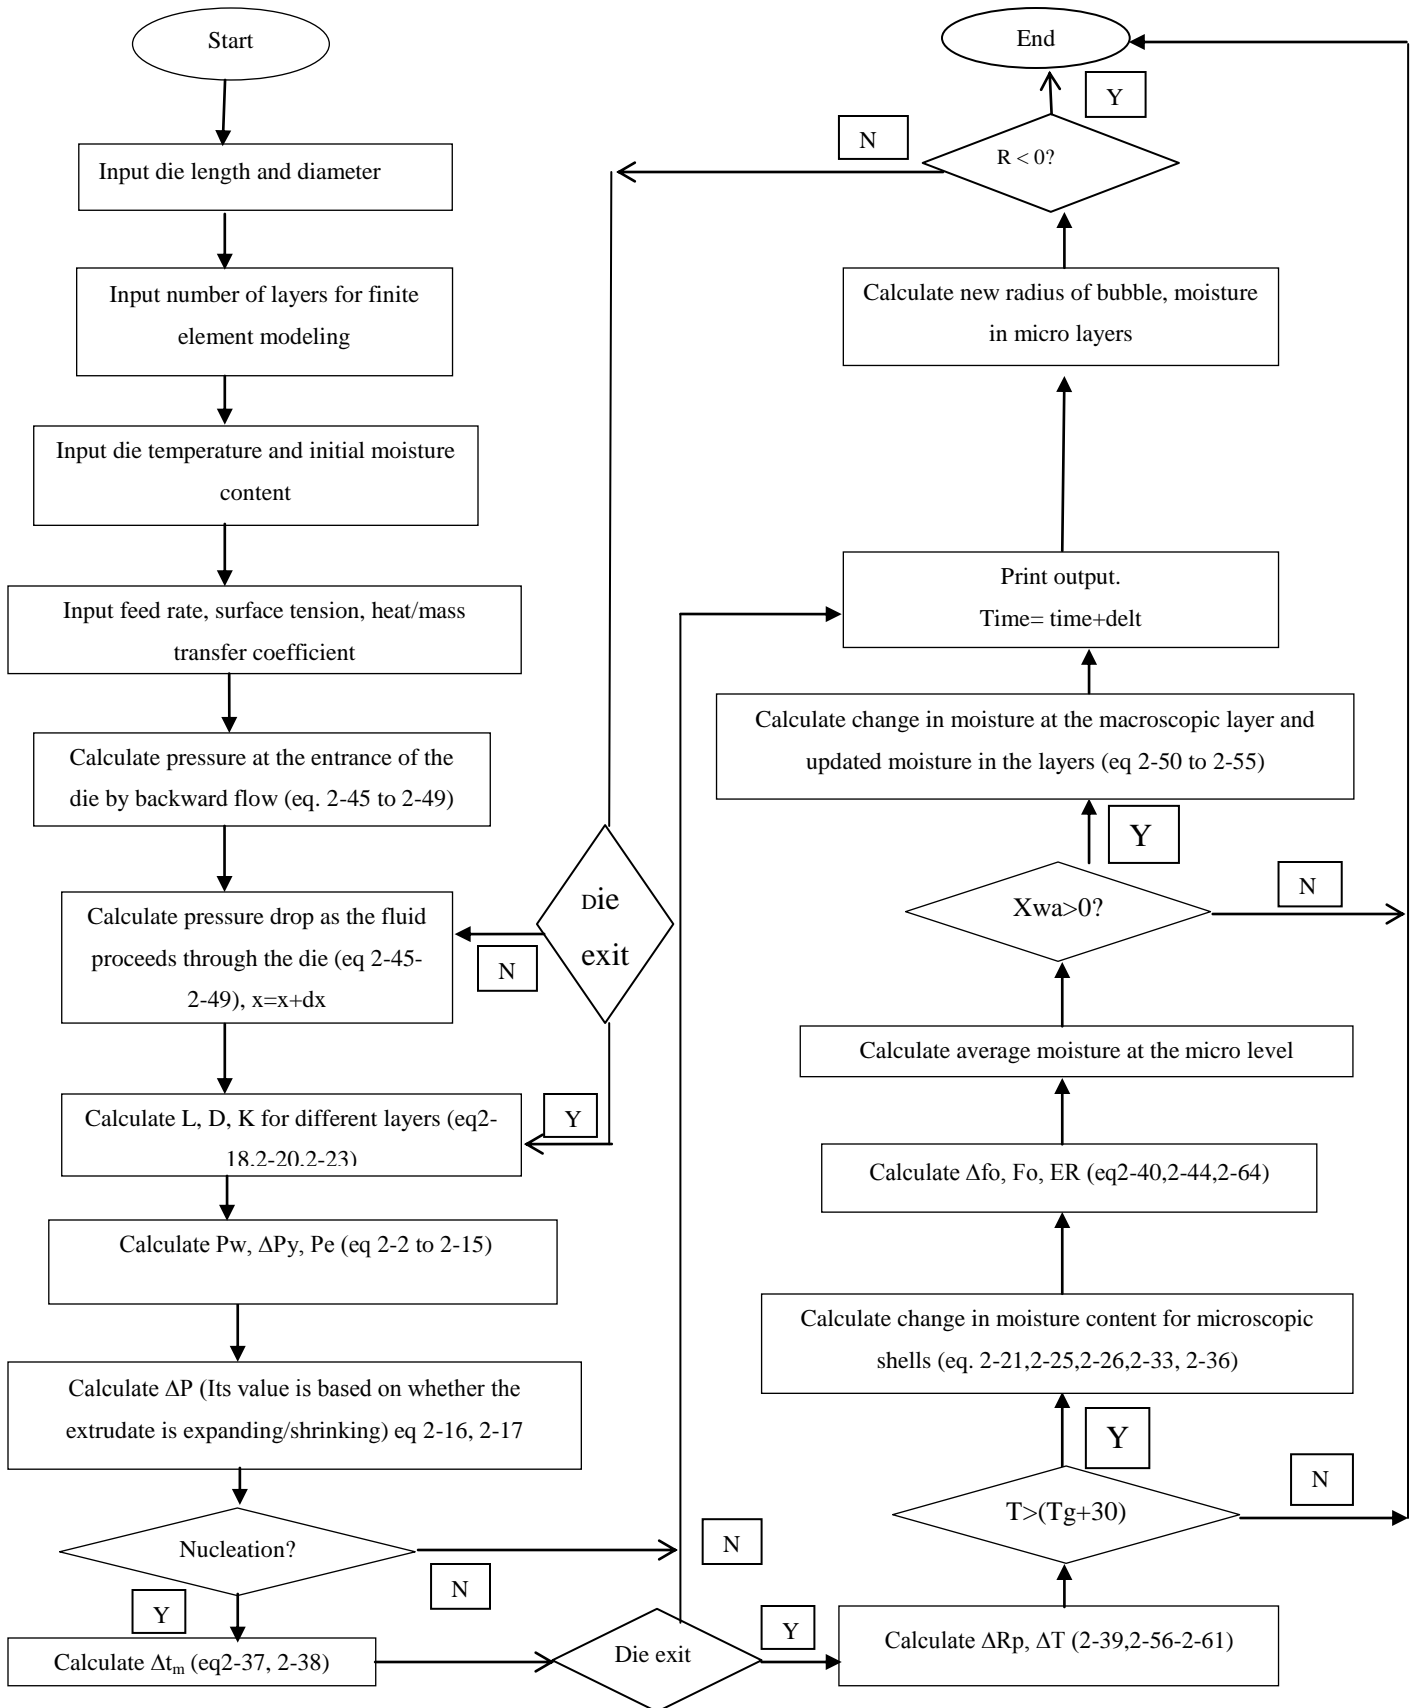 Start
Input die length and diameter
Input number of layers for finite
element modeling
Input die temperature and initial moisture
content
Input feed rate, surface tension, heat/mass
transfer coefficient
Calculate pressure at the entrance of the
die by backward flow (eq. 2-45 to 2-49)
Calculate pressure drop as the fluid
proceeds through the die (eq 2-45-
2-49), x=x+dx
Calculate L, D, K for different layers (eq2-
18,2-20,2-23)
Calculate Pw, ΔPy, Pe (eq 2-2 to 2-15)
Calculate ΔP (Its value is based on whether the
extrudate is expanding/shrinking) eq 2-16, 2-17
Nucleation?
N
N
Y
Calculate Δtm (eq2-37, 2-38)
Die exit
Y
Die
exit
N
Y
Calculate ΔRp, ΔT (2-39,2-56-2-61)
T>(Tg+30)
N
Y
Calculate change in moisture content for microscopic
shells (eq. 2-21,2-25,2-26,2-33, 2-36)
Calculate Δfo, Fo, ER (eq2-40,2-44,2-64)
Calculate average moisture at the micro level
Xwa>0?
N
Y
Calculate change in moisture at the macroscopic layer and
updated moisture in the layers (eq 2-50 to 2-55)
Print output.
Time= time+delt
Calculate new radius of bubble, moisture
in micro layers
R < 0?
N
Y
End